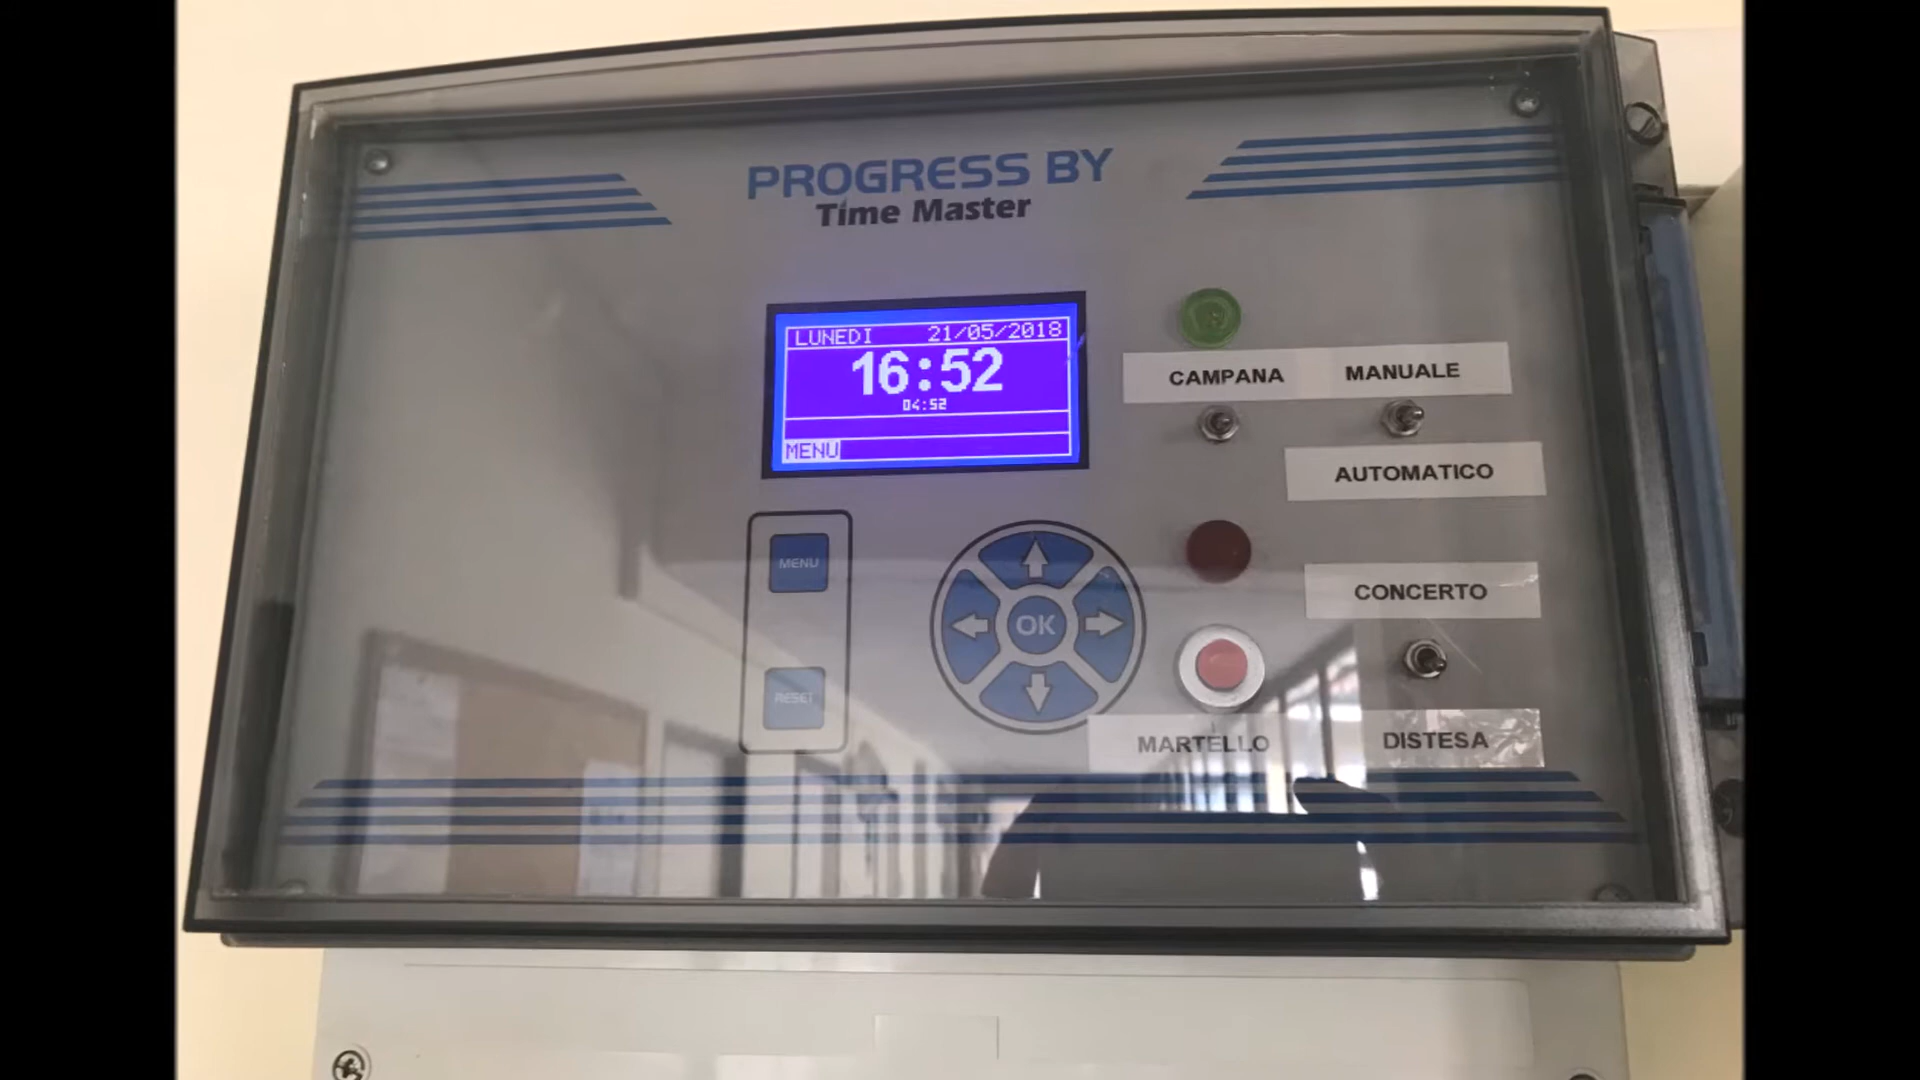 PROGRESS BY
Time Master
LUNEDI 21/05/2018
16:52
04:52
MENU
CAMPANA MANUALE
AUTOMATICO
MENU
OK
RESET
CONCERTO
MARTELLO DISTESA